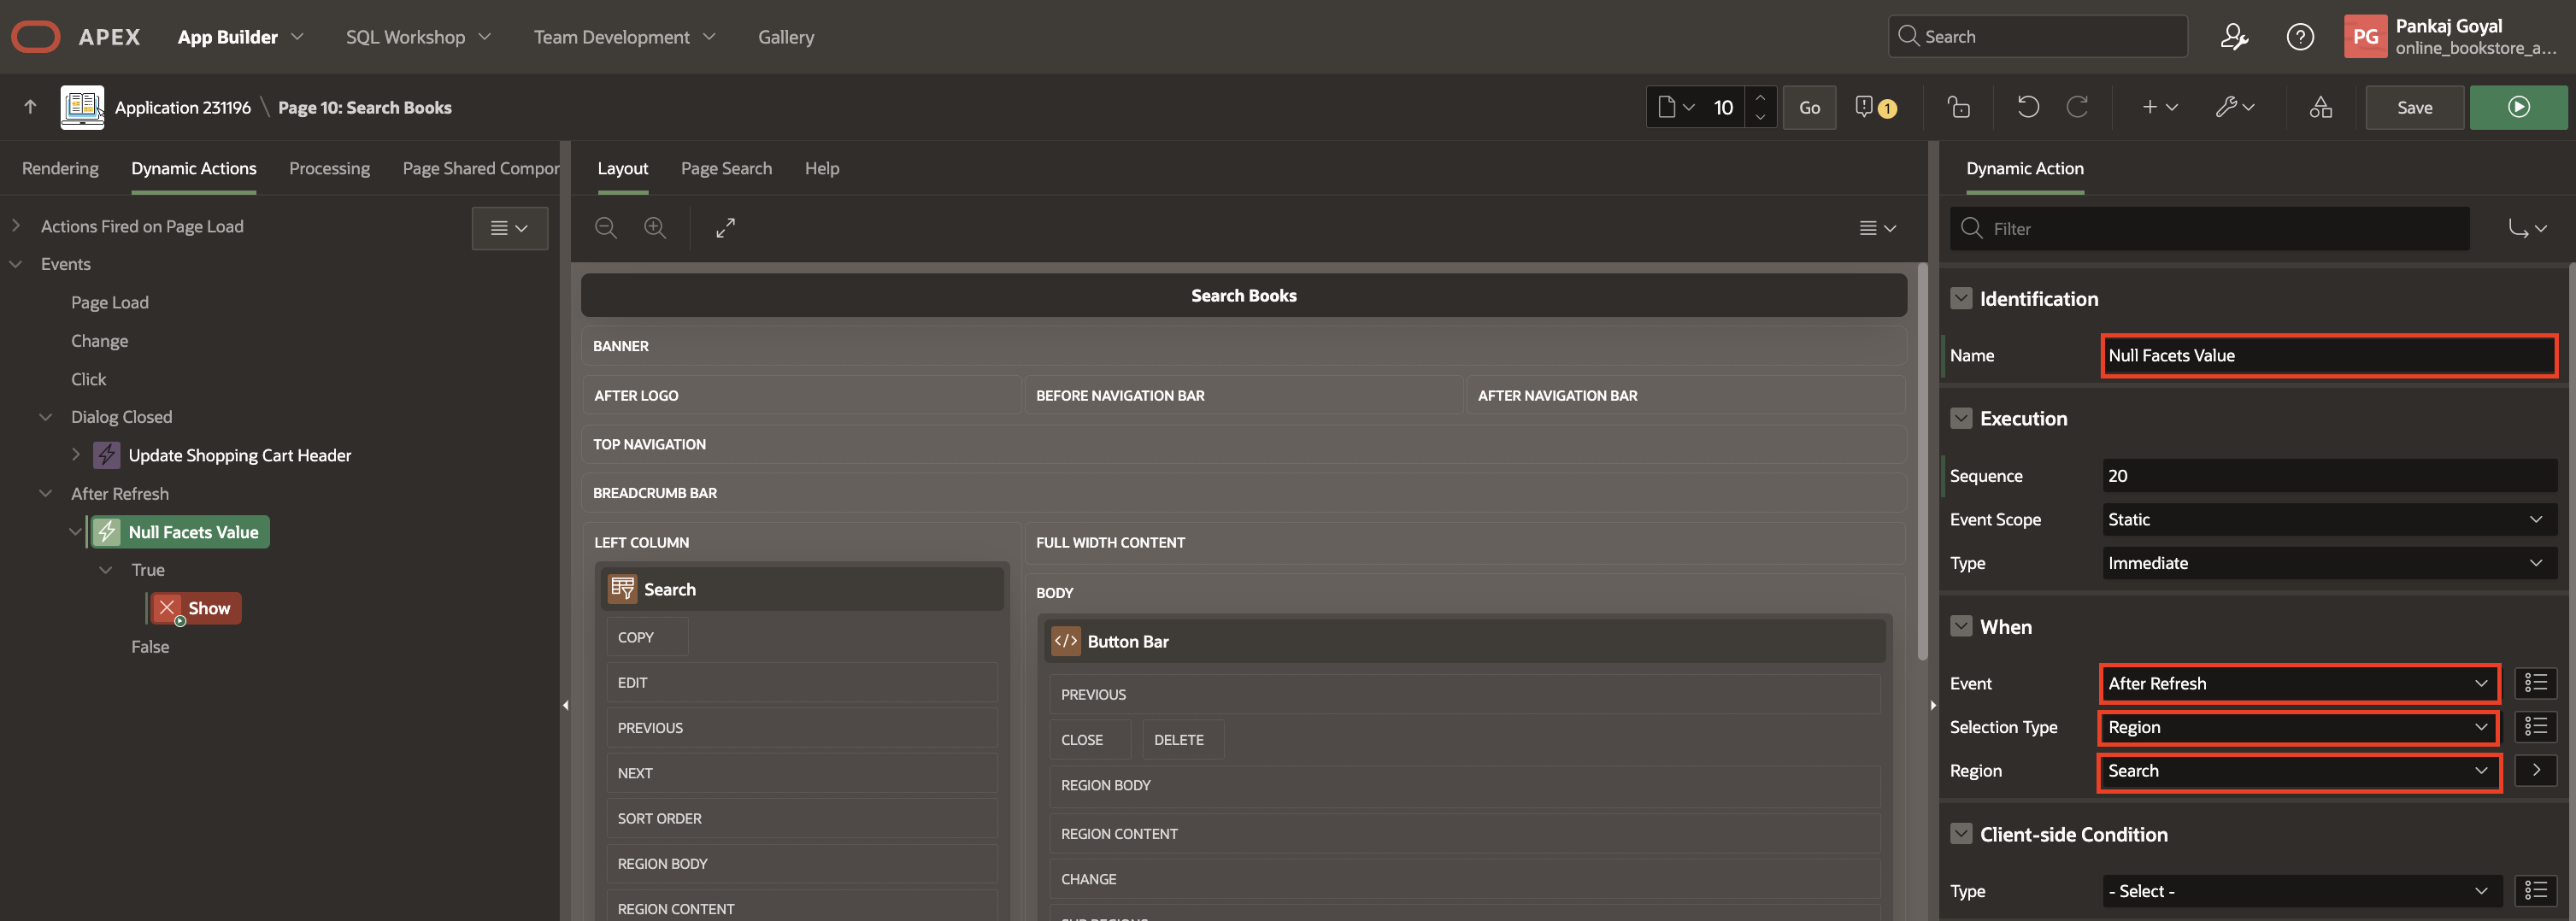 APEX App Builder SQL Workshop Team Development Gallery Search PG Pankaj Goyal
online_bookstore_a...
Application 231196 \ Page 10: Search Books 10 Go 1 Save
Rendering Dynamic Actions Processing Page Shared Compor
Layout Page Search Help
Dynamic Action
Actions Fired on Page Load
Events
Page Load
Change
Click
Dialog Closed
Update Shopping Cart Header
After Refresh
Null Facets Value
True
Show
False
Search Books
BANNER
AFTER LOGO BEFORE NAVIGATION BAR AFTER NAVIGATION BAR
TOP NAVIGATION
BREADCRUMB BAR
LEFT COLUMN
Search
COPY
EDIT
PREVIOUS
NEXT
SORT ORDER
REGION BODY
REGION CONTENT
FULL WIDTH CONTENT
BODY
Button Bar
PREVIOUS
CLOSE DELETE
REGION BODY
REGION CONTENT
CHANGE
SUB REGIONS
Filter
Identification
Name Null Facets Value
Execution
Sequence 20
Event Scope Static
Type Immediate
When
Event After Refresh
Selection Type Region
Region Search
Client-side Condition
Type - Select -